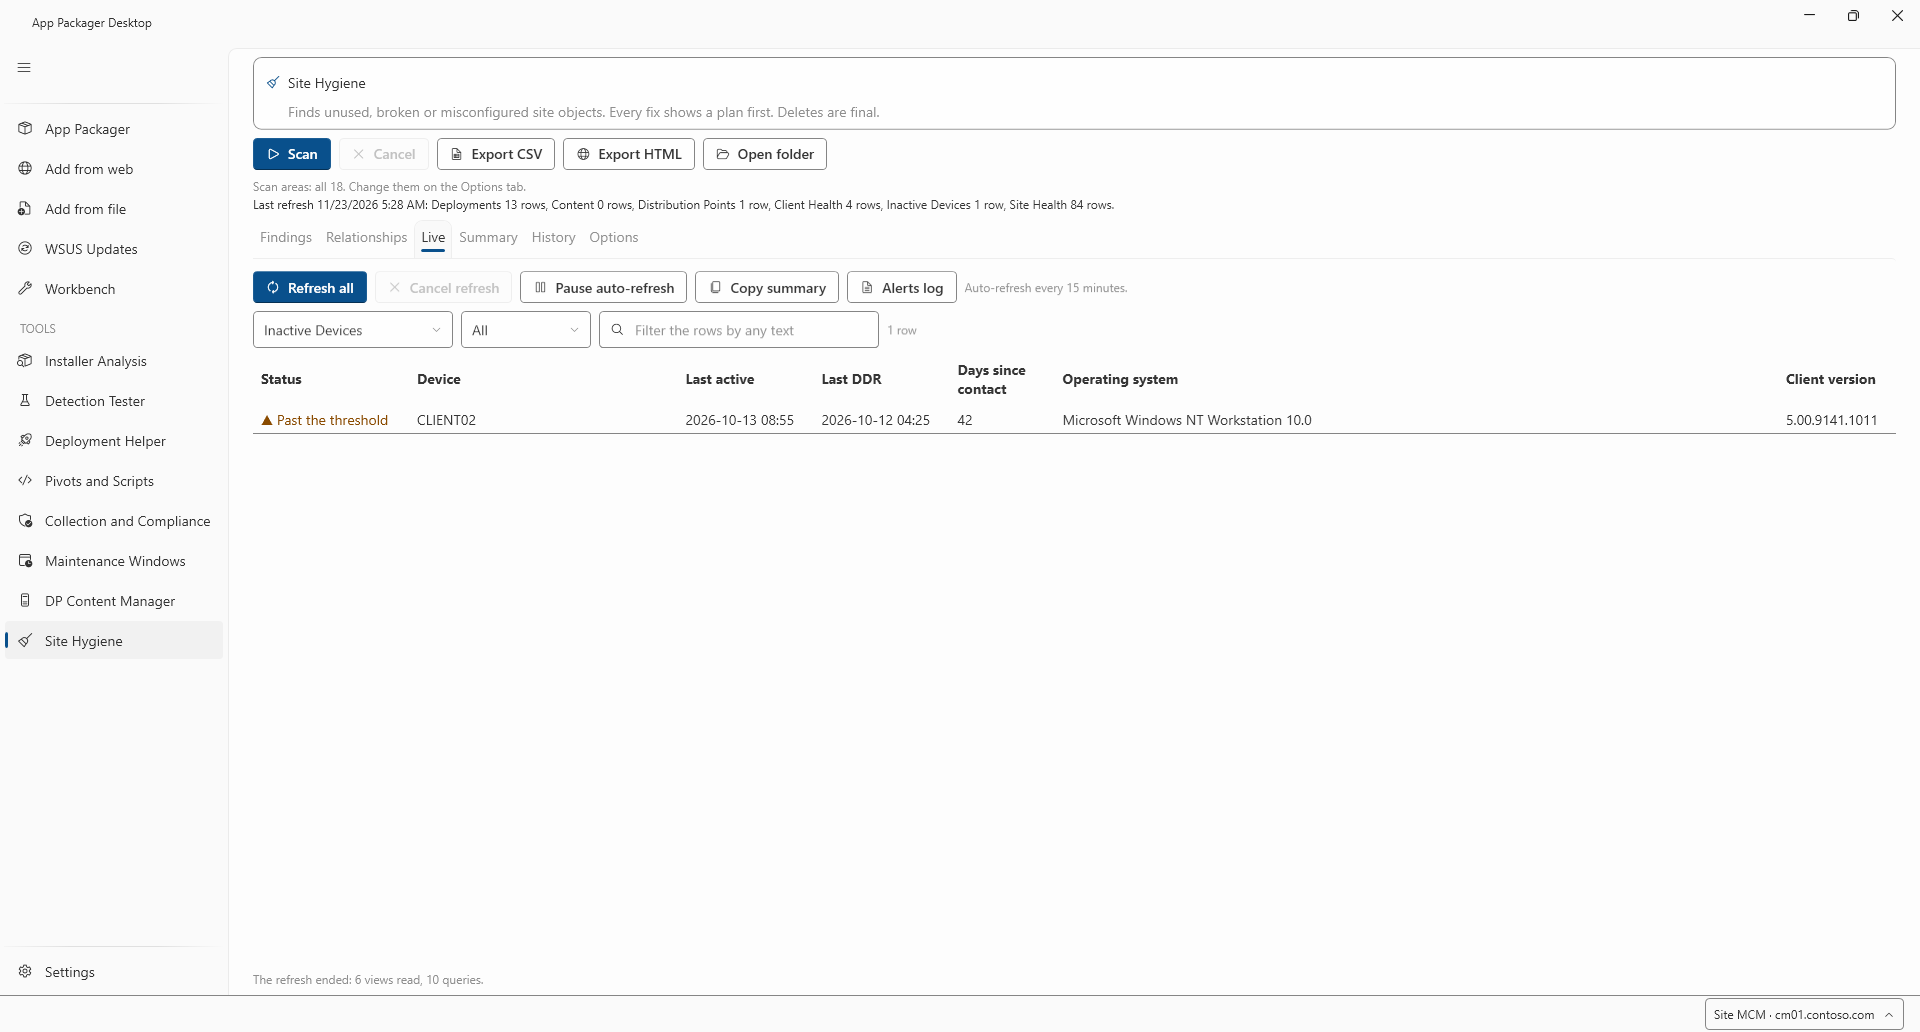 App Packager Desktop
App Packager
Add from web
Add from file
WSUS Updates
Workbench
TOOLS
Installer Analysis
Detection Tester
Deployment Helper
Pivots and Scripts
Collection and Compliance
Maintenance Windows
DP Content Manager
Site Hygiene
Settings
Site Hygiene
Finds unused, broken or misconfigured site objects. Every fix shows a plan first. Deletes are final.
Scan Cancel Export CSV Export HTML Open folder
Scan areas: all 18. Change them on the Options tab.
Last refresh 11/23/2026 5:28 AM: Deployments 13 rows, Content 0 rows, Distribution Points 1 row, Client Health 4 rows, Inactive Devices 1 row, Site Health 84 rows.
Findings Relationships Live Summary History Options
Refresh all Cancel refresh Pause auto-refresh Copy summary Alerts log Auto-refresh every 15 minutes.
Inactive Devices All Filter the rows by any text 1 row
Status Device Last active Last DDR Days since contact Operating system Client version
Past the threshold CLIENT02 2026-10-13 08:55 2026-10-12 04:25 42 Microsoft Windows NT Workstation 10.0 5.00.9141.1011
The refresh ended: 6 views read, 10 queries.
Site MCM · cm01.contoso.com